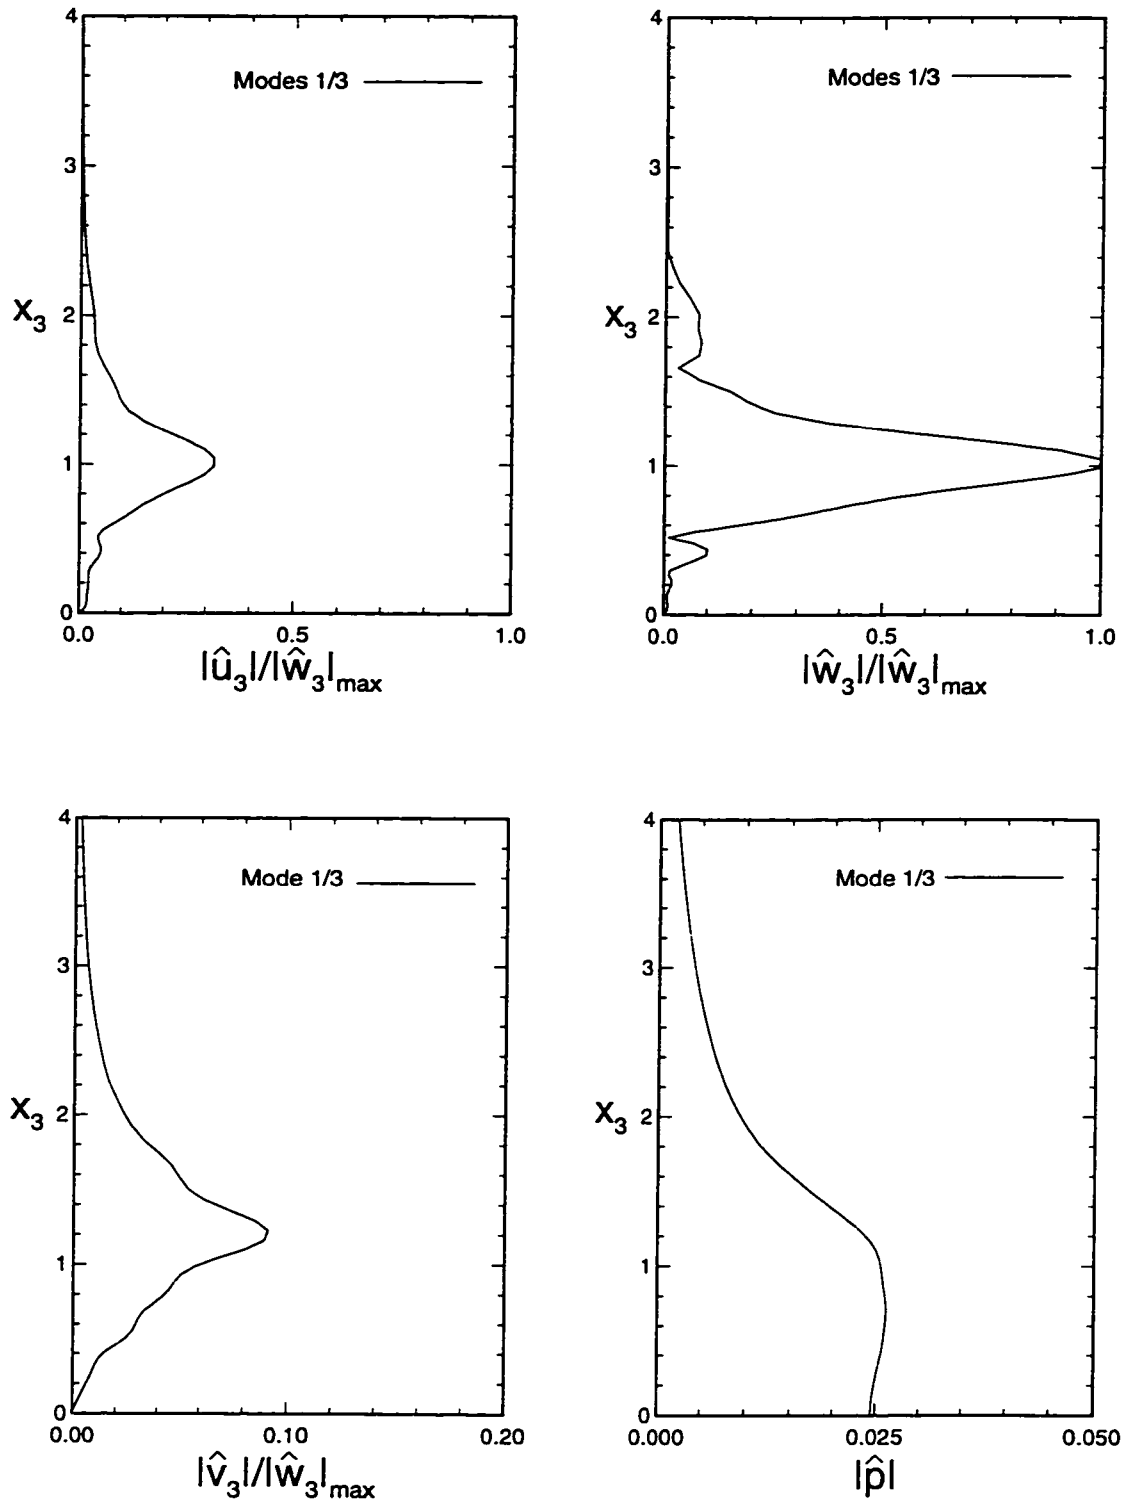 4
Modes 1/3
3
X₃ 2
1
0
0.0 0.5 1.0
|û₃|/|ŵ₃|max
4
Modes 1/3
3
X₃ 2
1
0
0.0 0.5 1.0
|ŵ₃|/|ŵ₃|max
4
Mode 1/3
3
X₃ 2
1
0
0.00 0.10 0.20
|v̂₃|/|ŵ₃|max
4
Mode 1/3
3
X₃ 2
1
0
0.000 0.025 0.050
|p̂|